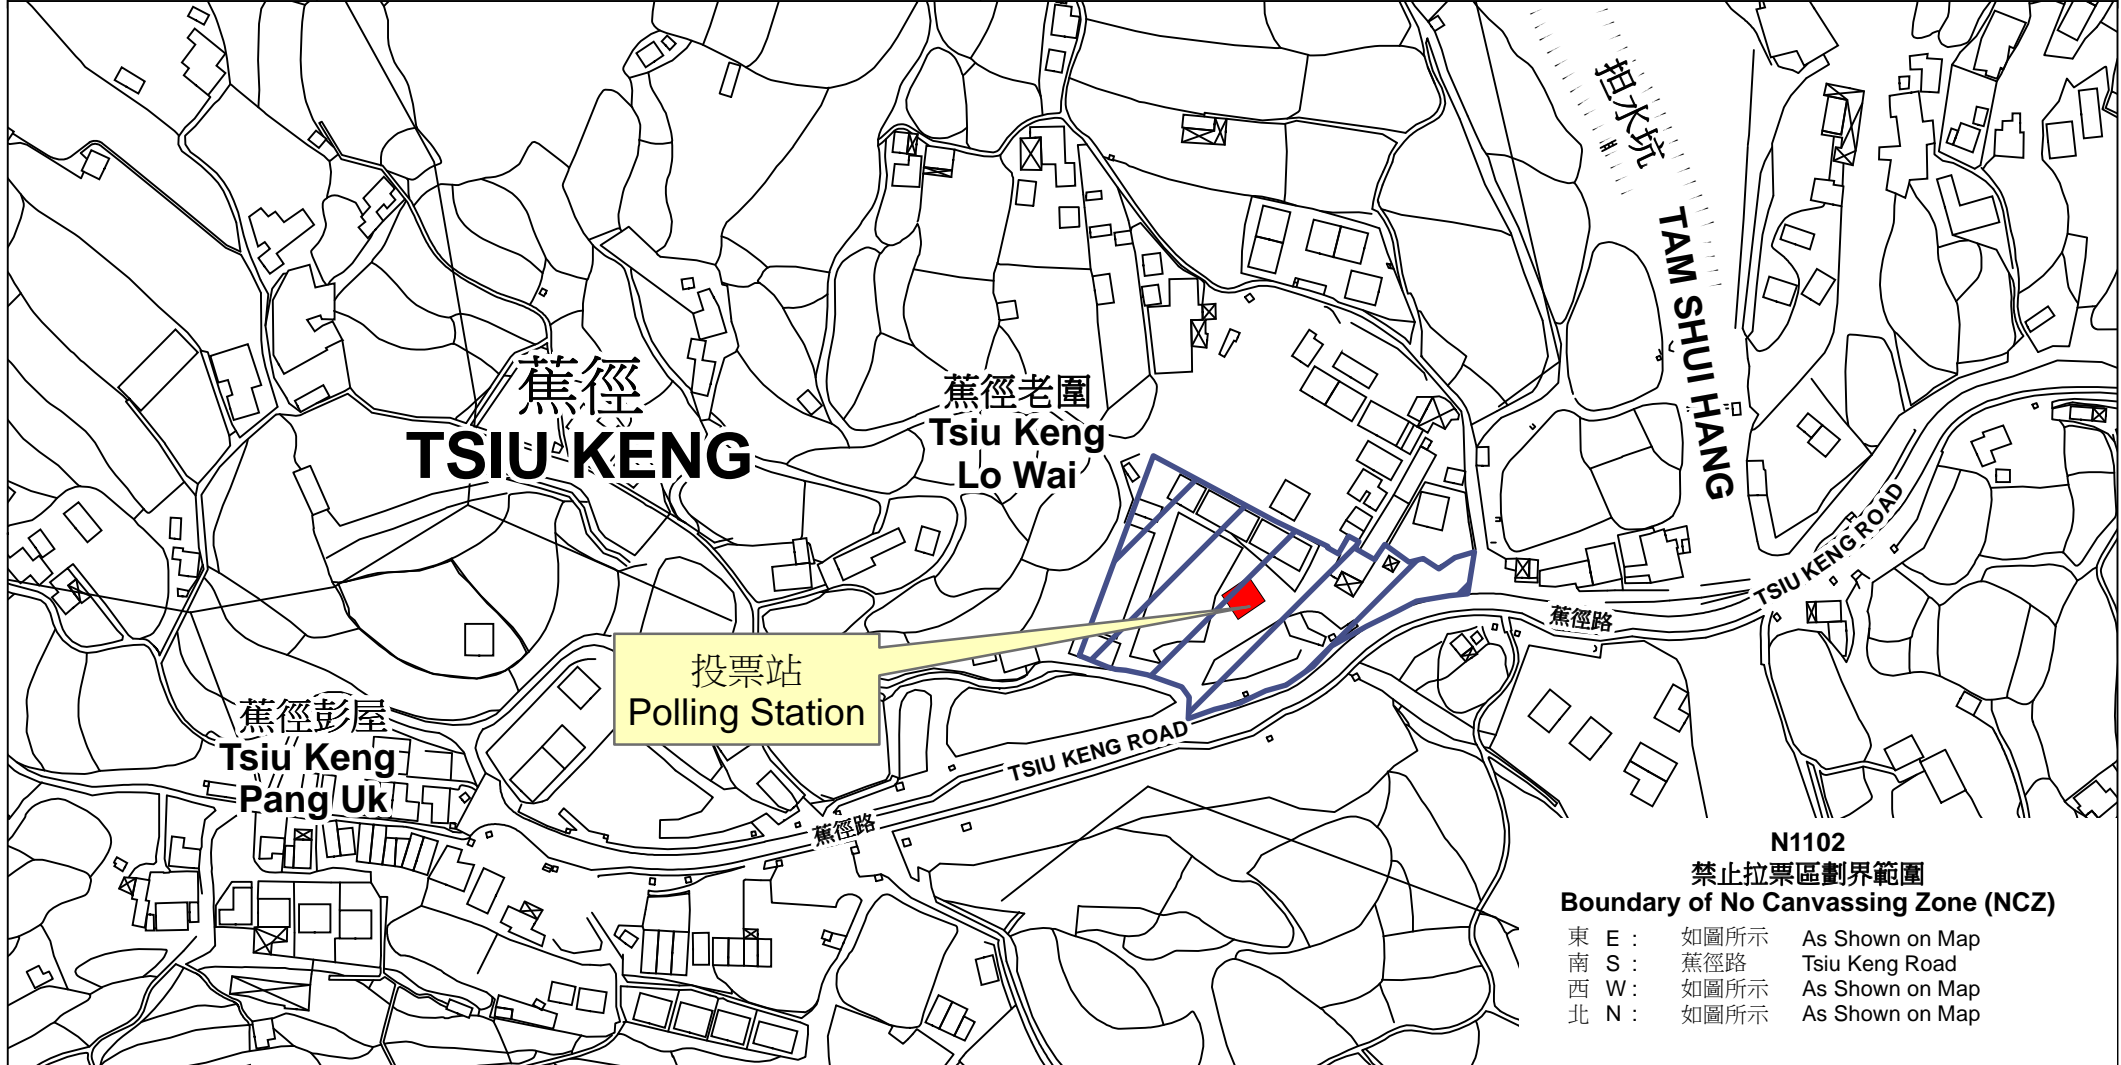 担水坑
TAM SHUI HANG
蕉徑
TSIU KENG
蕉徑老圍
Tsiu Keng
Lo Wai
TSIU KENG ROAD
蕉徑路
投票站
Polling Station
蕉徑彭屋
Tsiu Keng
Pang Uk
TSIU KENG ROAD
蕉徑路
N1102
禁止拉票區劃界範圍
Boundary of No Canvassing Zone (NCZ)
東 E : 如圖所示 As Shown on Map
南 S : 蕉徑路 Tsiu Keng Road
西 W : 如圖所示 As Shown on Map
北 N : 如圖所示 As Shown on Map